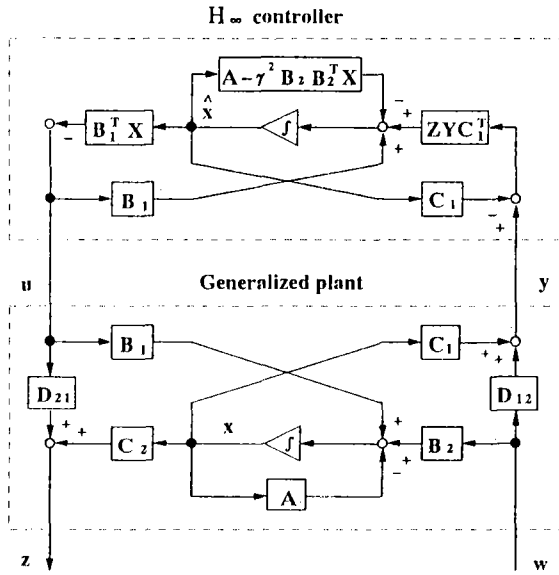 H∞ controller
A − γ² B₂ B₂ᵀ X
x̂
B₁ᵀ X
−
∫
− +
+
− +
ZYC₁ᵀ
B₁
C₁
− +
u
Generalized plant
y
B₁
C₁
+ +
D₂₁
D₁₂
+ +
C₂
x
∫
+
+
−
B₂
A
z
w